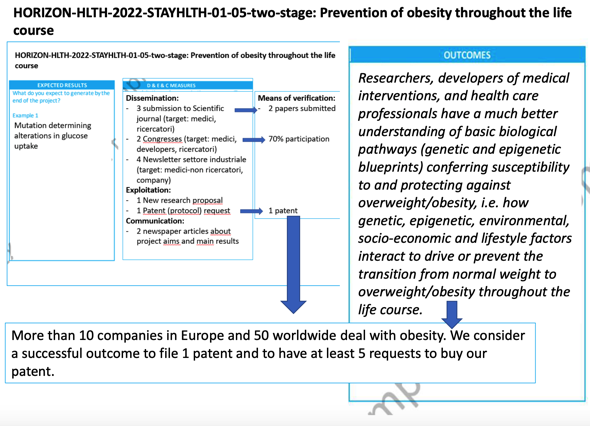 HORIZON-HLTH-2022-STAYHLTH-01-05-two-stage: Prevention of obesity throughout the life
course
HORIZON-HLTH-2022-STAYHLTH-01-05-two-stage: Prevention of obesity throughout the life
course
EXPECTED RESULTS
What do you expect to generate by the
end of the project?
Example 1
Mutation determining
alterations in glucose
uptake
D & E & C MEASURES
Dissemination:
- 3 submission to Scientific
journal (target: medici,
ricercatori)
- 2 Congresses (target: medici,
developers, ricercatori)
- 4 Newsletter settore industriale
(target: medici-non ricercatori,
company)
Exploitation:
- 1 New research proposal
- 1 Patent (protocol) request
Communication:
- 2 newspaper articles about
project aims and main results
Means of verification:
- 2 papers submitted
- 70% participation
- 1 patent
OUTCOMES
Researchers, developers of medical
interventions, and health care
professionals have a much better
understanding of basic biological
pathways (genetic and epigenetic
blueprints) conferring susceptibility
to and protecting against
overweight/obesity, i.e. how
genetic, epigenetic, environmental,
socio-economic and lifestyle factors
interact to drive or prevent the
transition from normal weight to
overweight/obesity throughout the
life course.
More than 10 companies in Europe and 50 worldwide deal with obesity. We consider
a successful outcome to file 1 patent and to have at least 5 requests to buy our
patent.